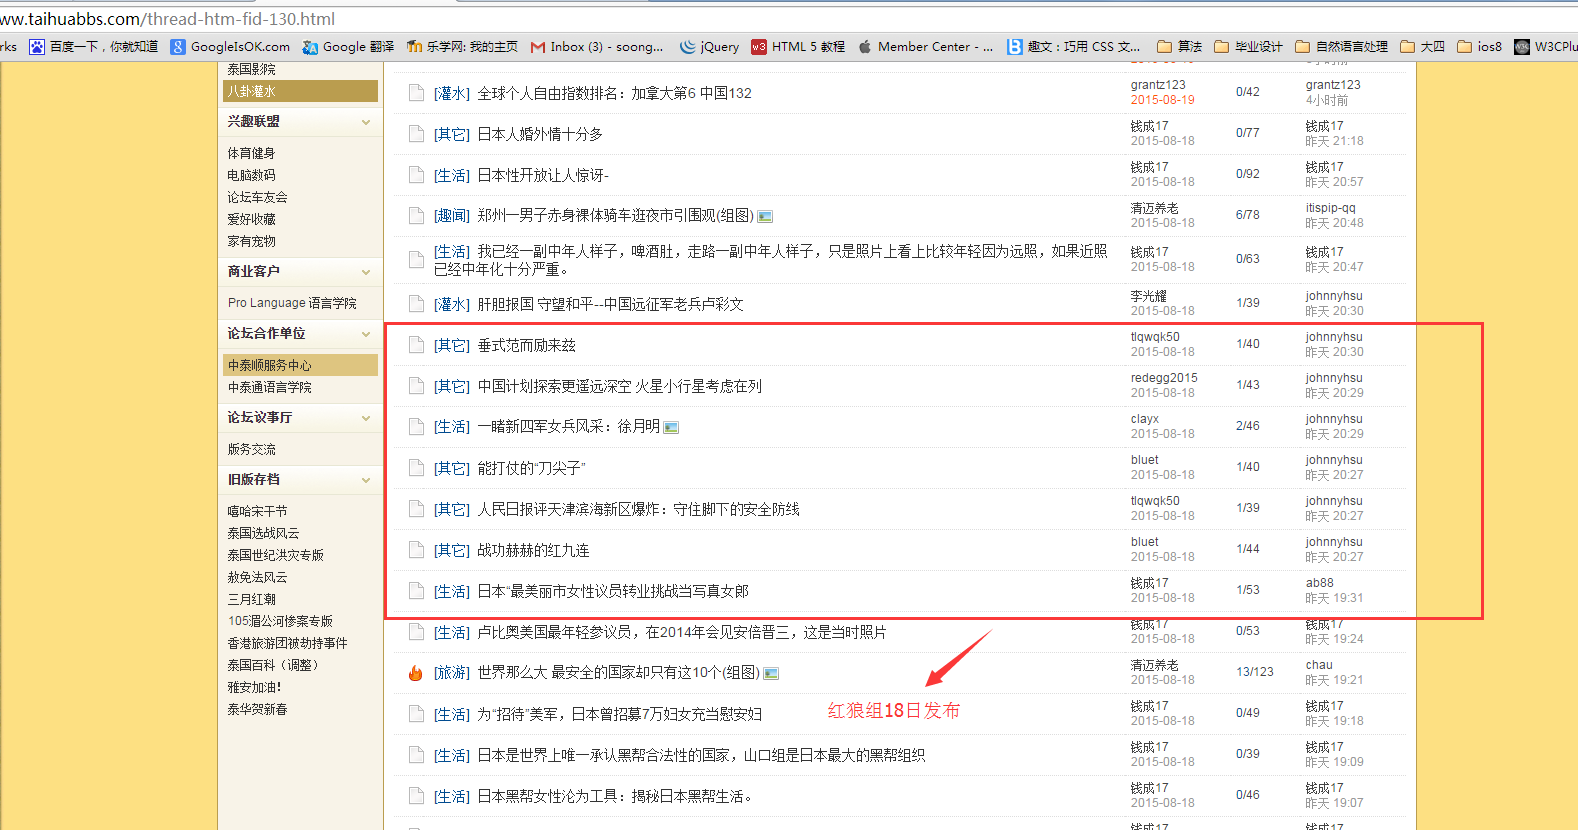 ww.taihuabbs.com/thread-htm-fid-130.html
rks 百度一下，你就知道 GoogleIsOK.com Google 翻译 乐学网: 我的主页 Inbox (3) - soong... jQuery HTML 5 教程 Member Center - ... 趣文：巧用 CSS 文... 算法 毕业设计 自然语言处理 大四 ios8 W3CPlu
泰国影院
八卦灌水
兴趣联盟
体育健身
电脑数码
论坛车友会
爱好收藏
家有宠物
商业客户
Pro Language 语言学院
论坛合作单位
中泰顺服务中心
中泰通语言学院
论坛议事厅
版务交流
旧版存档
嘻哈宋干节
泰国选战风云
泰国世纪洪灾专版
赦免法风云
三月红潮
105湄公河惨案专版
香港旅游团被劫持事件
泰国百科（调整）
雅安加油！
泰华贺新春
[灌水] 全球个人自由指数排名：加拿大第6 中国132 grantz123 0/42 grantz123
2015-08-19 4小时前
[其它] 日本人婚外情十分多 钱成17 0/77 钱成17
2015-08-18 昨天 21:18
[生活] 日本性开放让人惊讶- 钱成17 0/92 钱成17
2015-08-18 昨天 20:57
[趣闻] 郑州一男子赤身裸体骑车逛夜市引围观(组图) 清迈养老 6/78 itispip-qq
2015-08-18 昨天 20:48
[生活] 我已经一副中年人样子，啤酒肚，走路一副中年人样子，只是照片上看上比较年轻因为远照，如果近照 钱成17 0/63 钱成17
已经中年化十分严重。 2015-08-18 昨天 20:47
[灌水] 肝胆报国 守望和平--中国远征军老兵卢彩文 李光耀 1/39 johnnyhsu
2015-08-18 昨天 20:30
[其它] 垂式范而励来兹 tlqwqk50 1/40 johnnyhsu
2015-08-18 昨天 20:30
[其它] 中国计划探索更遥远深空 火星小行星考虑在列 redegg2015 1/43 johnnyhsu
2015-08-18 昨天 20:29
[生活] 一睹新四军女兵风采：徐月明 clayx 2/46 johnnyhsu
2015-08-18 昨天 20:29
[其它] 能打仗的“刀尖子” bluet 1/40 johnnyhsu
2015-08-18 昨天 20:27
[其它] 人民日报评天津滨海新区爆炸：守住脚下的安全防线 tlqwqk50 1/39 johnnyhsu
2015-08-18 昨天 20:27
[其它] 战功赫赫的红九连 bluet 1/44 johnnyhsu
2015-08-18 昨天 20:27
[生活] 日本“最美丽市女性议员转业挑战当写真女郎 钱成17 1/53 ab88
2015-08-18 昨天 19:31
[生活] 卢比奥美国最年轻参议员，在2014年会见安倍晋三，这是当时照片 钱成17 0/53 钱成17
2015-08-18 昨天 19:24
[旅游] 世界那么大 最安全的国家却只有这10个(组图) 清迈养老 13/123 chau
2015-08-18 昨天 19:21
红狼组18日发布
[生活] 为“招待”美军，日本曾招募7万妇女充当慰安妇 钱成17 0/49 钱成17
2015-08-18 昨天 19:18
[生活] 日本是世界上唯一承认黑帮合法性的国家，山口组是日本最大的黑帮组织 钱成17 0/39 钱成17
2015-08-18 昨天 19:09
[生活] 日本黑帮女性沦为工具：揭秘日本黑帮生活。 钱成17 0/46 钱成17
2015-08-18 昨天 19:07
钱成17 钱成17